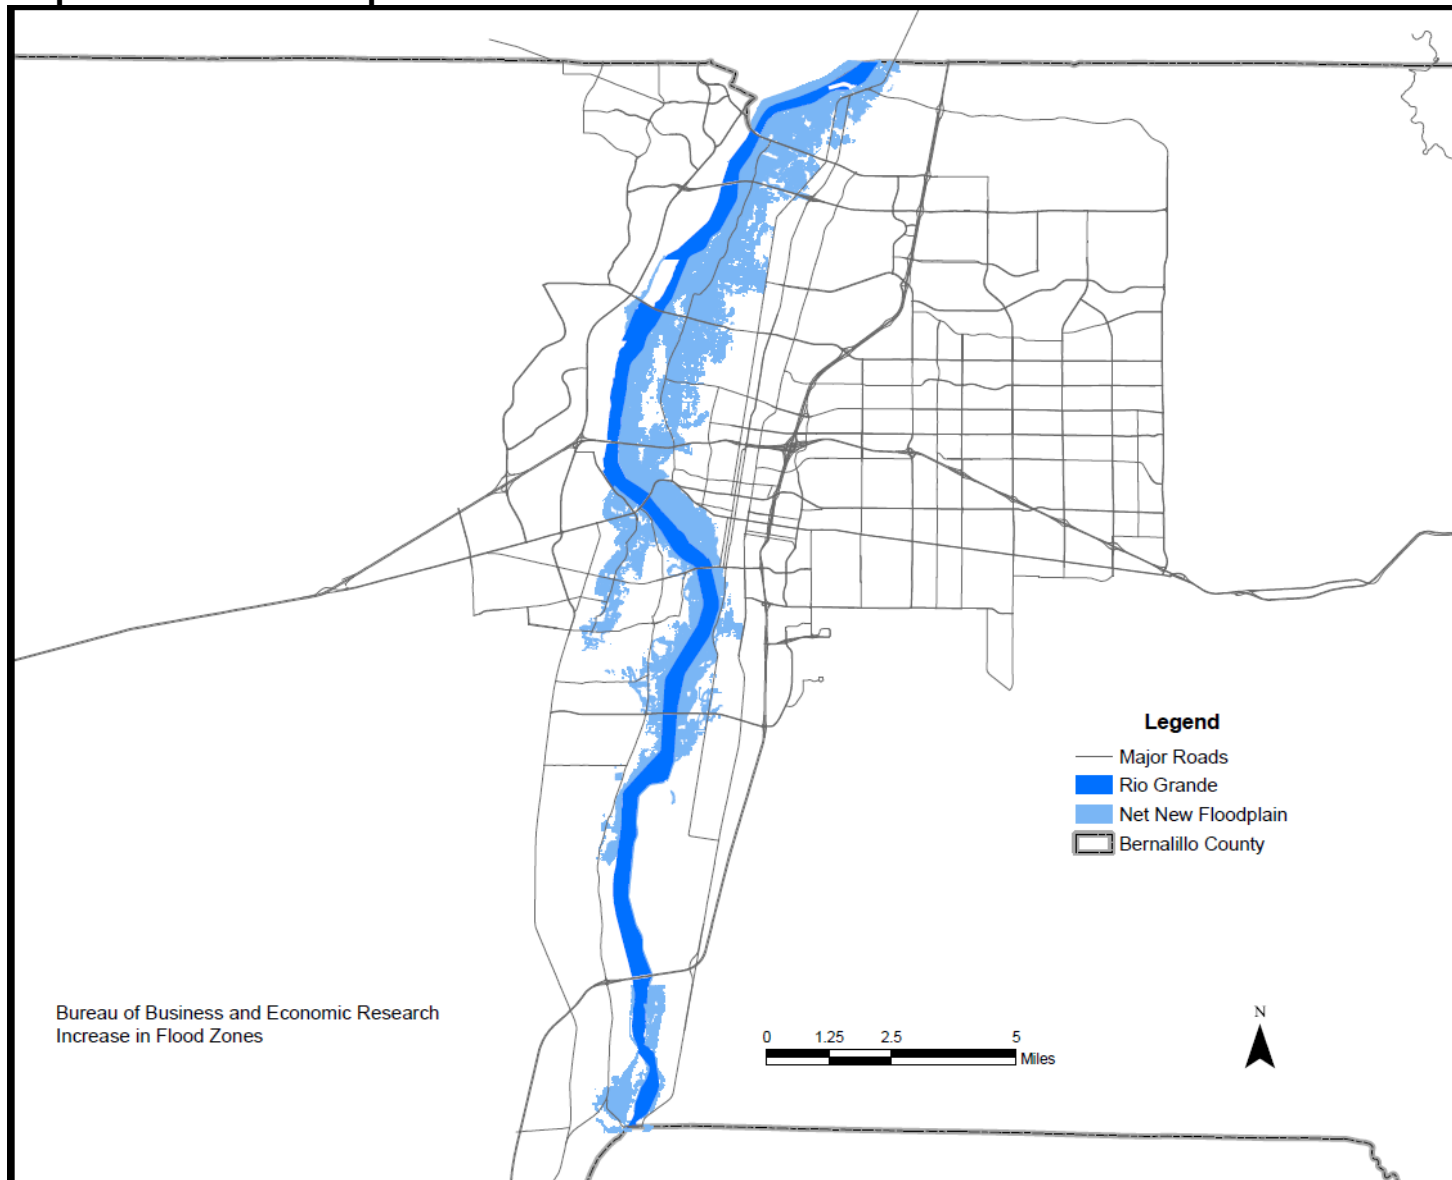 Legend
Major Roads
Rio Grande
Net New Floodplain
Bernalillo County
Bureau of Business and Economic Research
Increase in Flood Zones
0 1.25 2.5 5
Miles
N